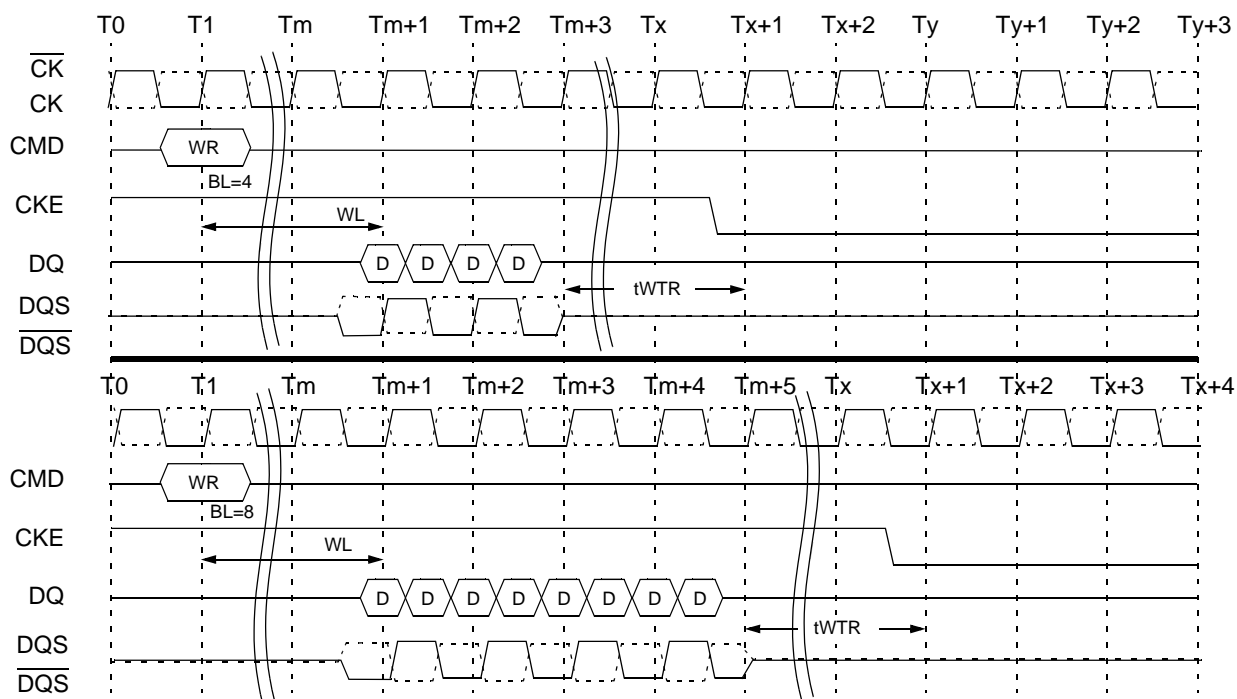 T0 T1 Tm Tm+1 Tm+2 Tm+3 Tx Tx+1 Tx+2 Ty Ty+1 Ty+2 Ty+3
CK
CK
CMD WR
BL=4
CKE
WL
DQ D D D D
tWTR
DQS
DQS
T0 T1 Tm Tm+1 Tm+2 Tm+3 Tm+4 Tm+5 Tx Tx+1 Tx+2 Tx+3 Tx+4
CMD WR
BL=8
CKE
WL
DQ D D D D D D D D
tWTR
DQS
DQS